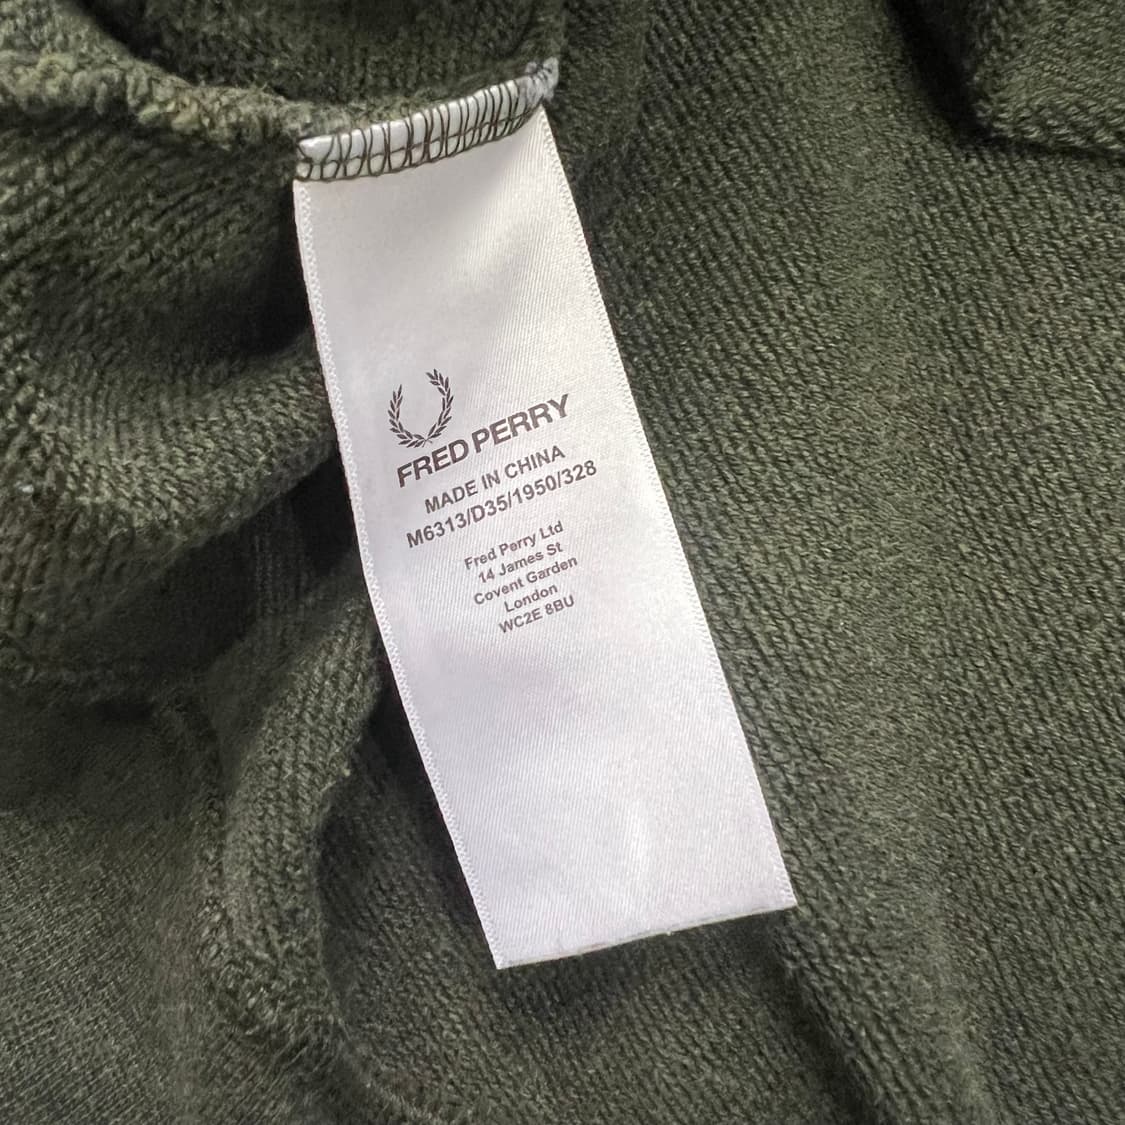 FRED PERRY
MADE IN CHINA
M6313/D35/1950/328
Fred Perry Ltd
14 James St
Covent Garden
London
WC2E 8BU